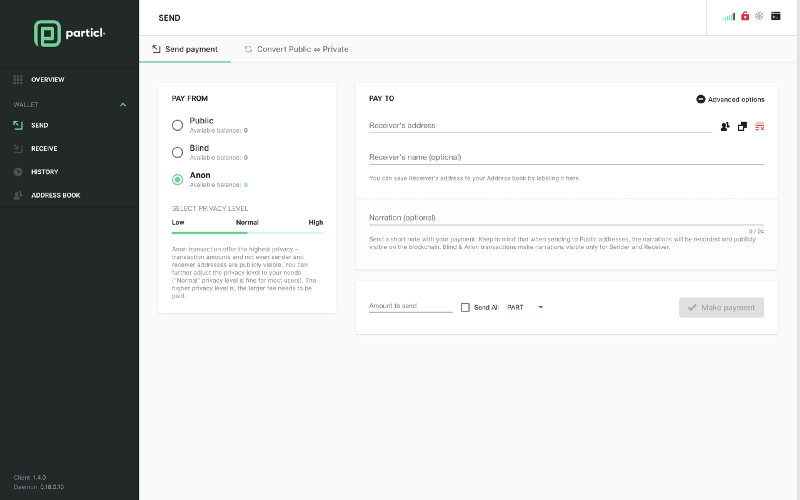 particl
OVERVIEW
WALLET
SEND
RECEIVE
HISTORY
ADDRESS BOOK
Client 1.4.0
Daemon 0.18.0.10
SEND
Send payment
Convert Public ⇔ Private
PAY FROM
Public
Available balance: 0
Blind
Available balance: 0
Anon
Available balance: 0
SELECT PRIVACY LEVEL
Low Normal High
Anon transaction offer the highest privacy –
transaction amounts and not even sender and
receiver addresses are publicly visible. You can
further adjust the privacy level to your needs
("Normal" privacy level is fine for most users). The
higher privacy level is, the larger fee needs to be
paid.
PAY TO
Advanced options
Receiver's address
Receiver's name (optional)
You can save Receiver's address to your Address book by labeling it here.
Narration (optional)
0 / 24
Send a short note with your payment. Keep in mind that when sending to Public addresses, the narrations will be recorded and publicly
visible on the blockchain. Blind & Anon transactions make narrations visible only for Sender and Receiver.
Amount to send
Send All
PART
Make payment